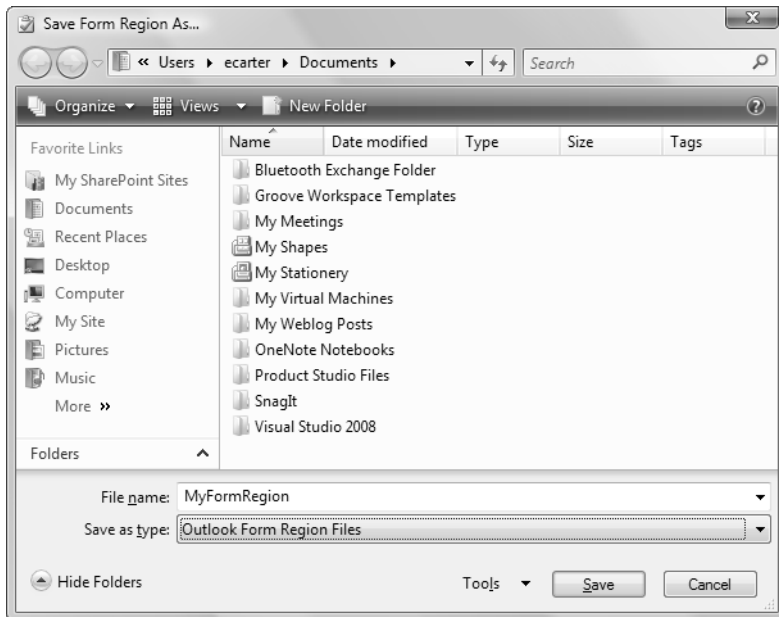 Save Form Region As...
« Users ▸ ecarter ▸ Documents ▸
Search
Organize Views New Folder
Favorite Links
My SharePoint Sites
Documents
Recent Places
Desktop
Computer
My Site
Pictures
Music
More »
Folders
Name Date modified Type Size Tags
Bluetooth Exchange Folder
Groove Workspace Templates
My Meetings
My Shapes
My Stationery
My Virtual Machines
My Weblog Posts
OneNote Notebooks
Product Studio Files
SnagIt
Visual Studio 2008
File name: MyFormRegion
Save as type: Outlook Form Region Files
Hide Folders Tools Save Cancel